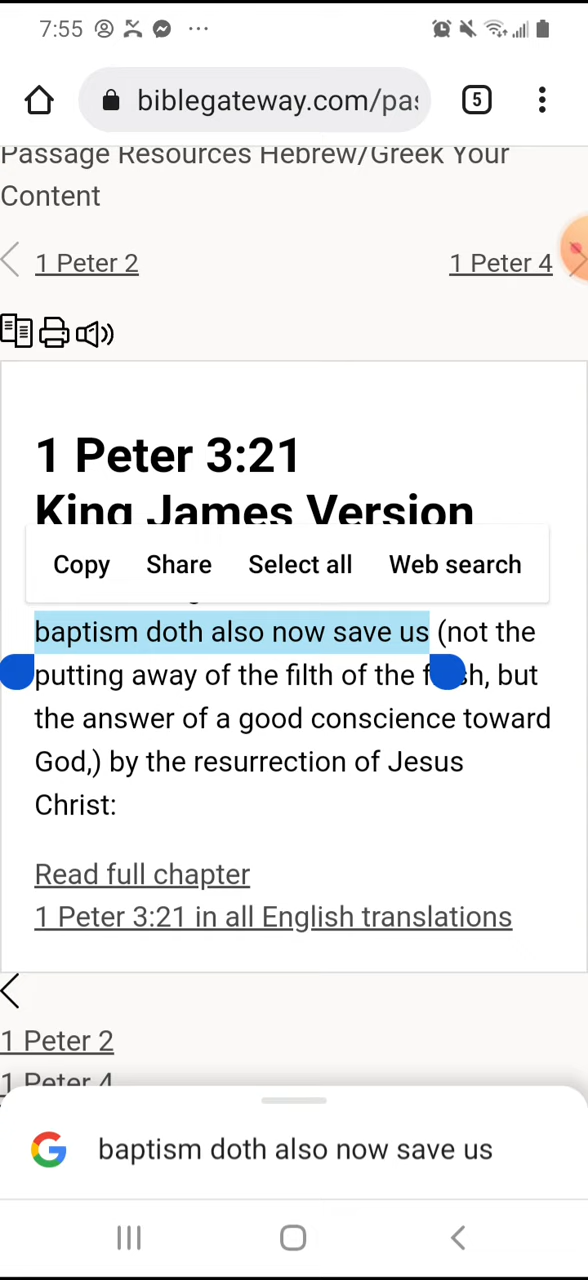 7:55
biblegateway.com/pa
5
Passage Resources Hebrew/Greek Your
Content
1 Peter 2
1 Peter 4
1 Peter 3:21
King James Version
Copy Share Select all Web search
baptism doth also now save us (not the
putting away of the filth of the but
the answer of a good conscience toward
God,) by the resurrection of Jesus
Christ:
Read full chapter
1 Peter 3:21 in all English translations
1 Peter 2
1 Peter 4
baptism doth also now save us